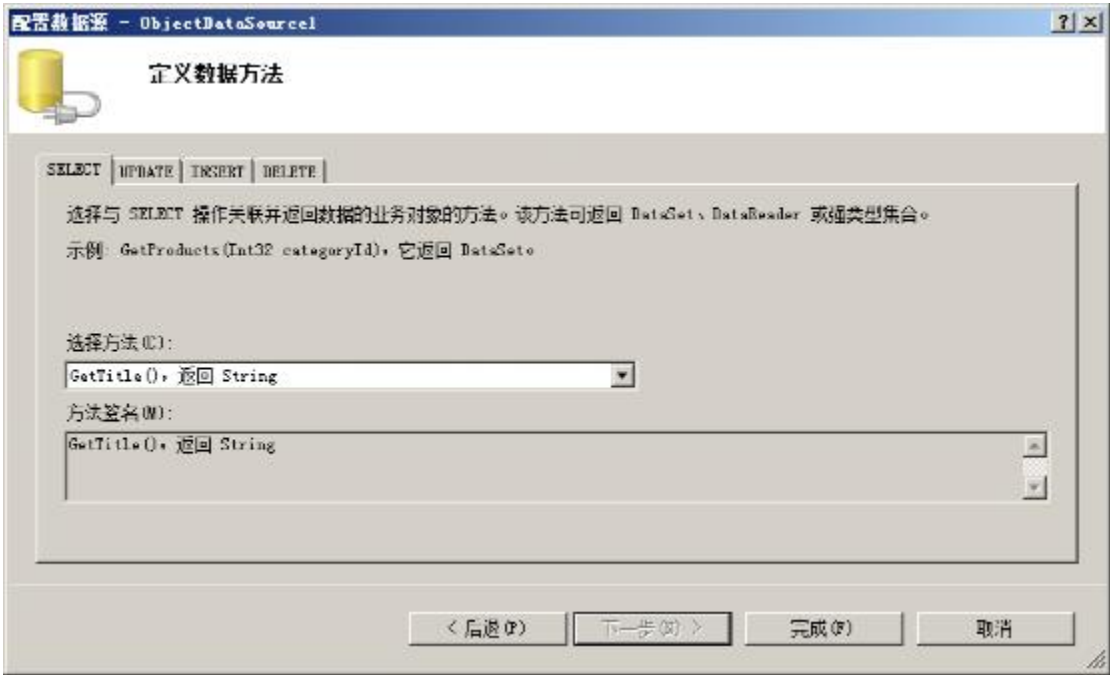 配置数据源 - ObjectDataSource1
定义数据方法
SELECT UPDATE INSERT DELETE
选择与 SELECT 操作关联并返回数据的业务对象的方法。该方法可返回 DataSet、DataReader 或强类型集合。
示例: GetProducts(Int32 categoryId)，它返回 DataSet。
选择方法(C):
GetTitle()，返回 String
方法签名(M):
GetTitle()，返回 String
< 后退(P) 下一步(N) > 完成(F) 取消